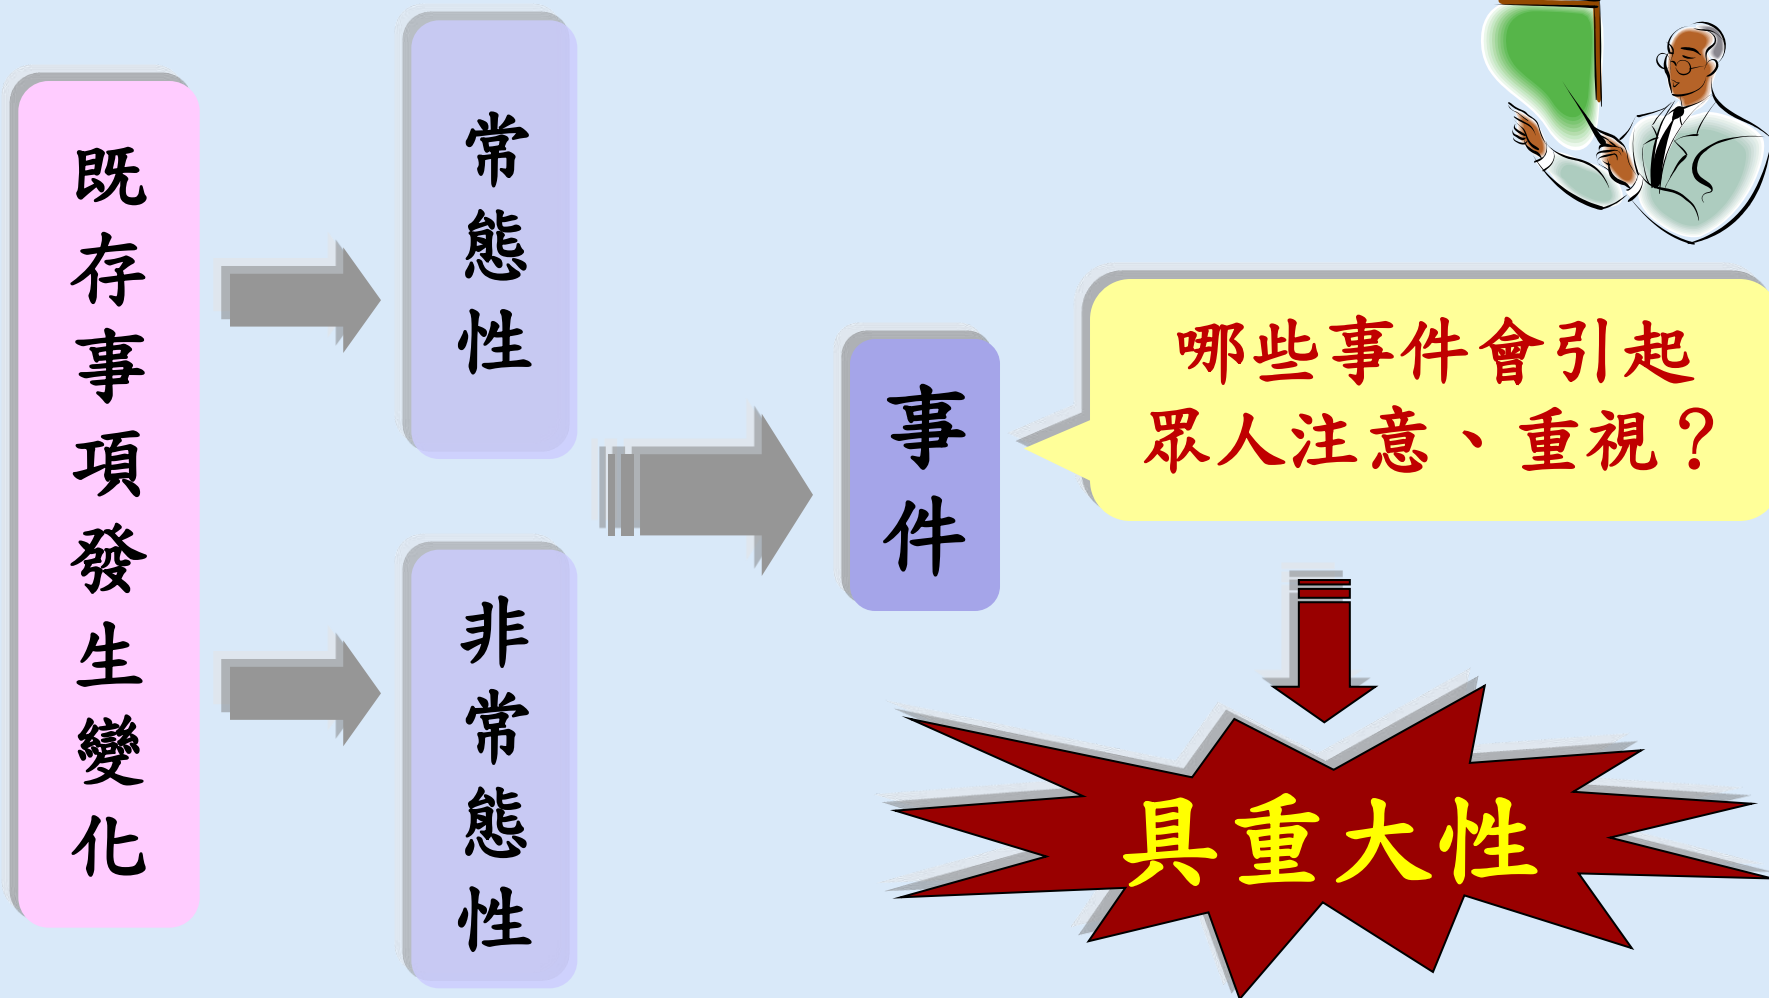 既存事項發生變化
常態性
非常態性
事件
哪些事件會引起
眾人注意、重視？
具重大性